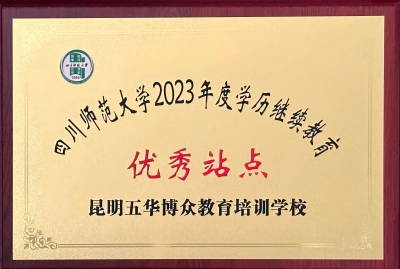 四川师范大学2023年度学历继续教育
优秀站点
昆明五华博众教育培训学校